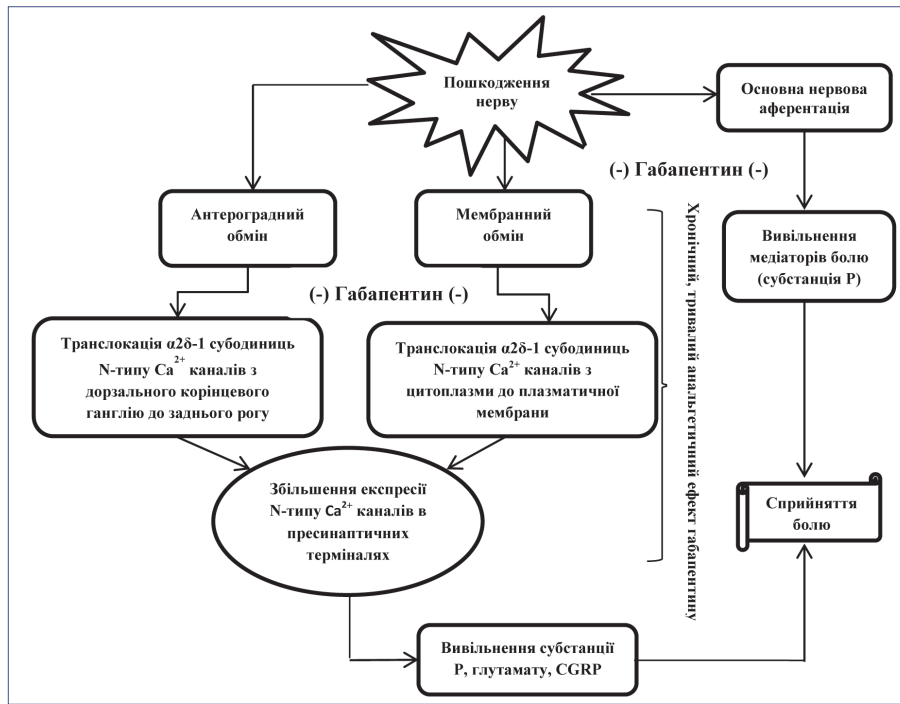 Пошкодження
нерву
Основна нервова
аферентація
(-) Габапентин (-)
Антероградний
обмін
Мембранний
обмін
Вивільнення
медіаторів болю
(субстанція Р)
(-) Габапентин (-)
Транслокація α2δ-1 субодиниць
N-типу Ca²⁺ каналів з
дорзального корінцевого
ганглію до заднього рогу
Транслокація α2δ-1 субодиниць
N-типу Ca²⁺ каналів з
цитоплазми до плазматичної
мембрани
Хронічний, тривалий анальгетичний ефект габапентину
Збільшення експресії
N-типу Ca²⁺ каналів в
пресинаптичних
терміналях
Сприйняття
болю
Вивільнення субстанції
Р, глутамату, CGRP